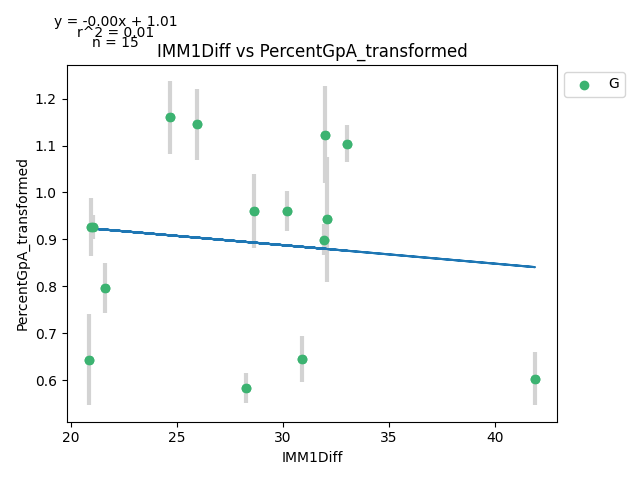 y = -0.00x + 1.01
r^2 = 0.01
n = 15
IMM1Diff vs PercentGpA_transformed
G
1.2
1.1
1.0
0.9
0.8
0.7
0.6
PercentGpA_transformed
20 25 30 35 40
IMM1Diff